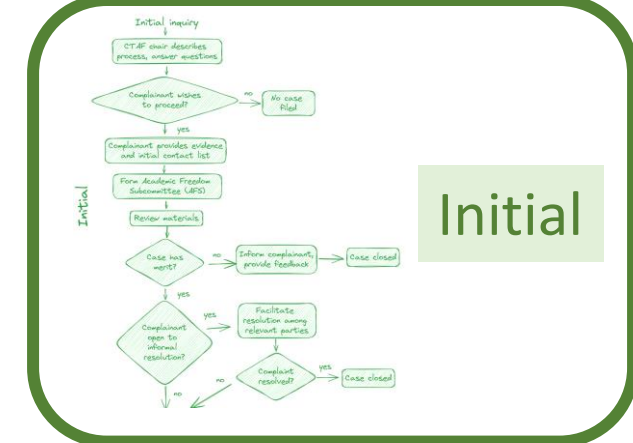 Initial inquiry
CTAF chair describes
process, answer questions
Complainant wishes
to proceed?
no
No case
filed
yes
Complainant provides evidence
and initial contact list
Form Academic Freedom
Subcommittee (AFS)
Initial
Review materials
Initial
Case has
merit?
no
Inform complainant,
provide feedback
Case closed
yes
Complainant
open to
informal
resolution?
yes
Facilitate
resolution among
relevant parties
Complaint
resolved?
yes
Case closed
no
no